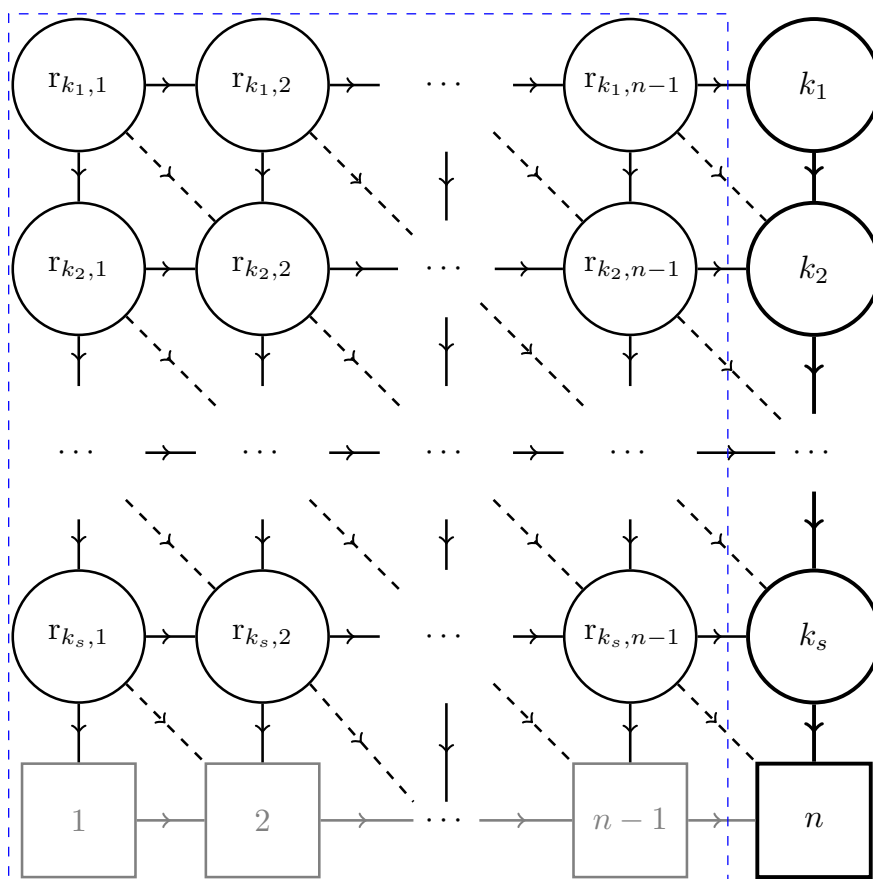 r_{k_1,1} r_{k_1,2} ··· r_{k_1,n−1} k_1
r_{k_2,1} r_{k_2,2} ··· r_{k_2,n−1} k_2
··· ··· ··· ··· ···
r_{k_s,1} r_{k_s,2} ··· r_{k_s,n−1} k_s
1 2 ··· n − 1 n